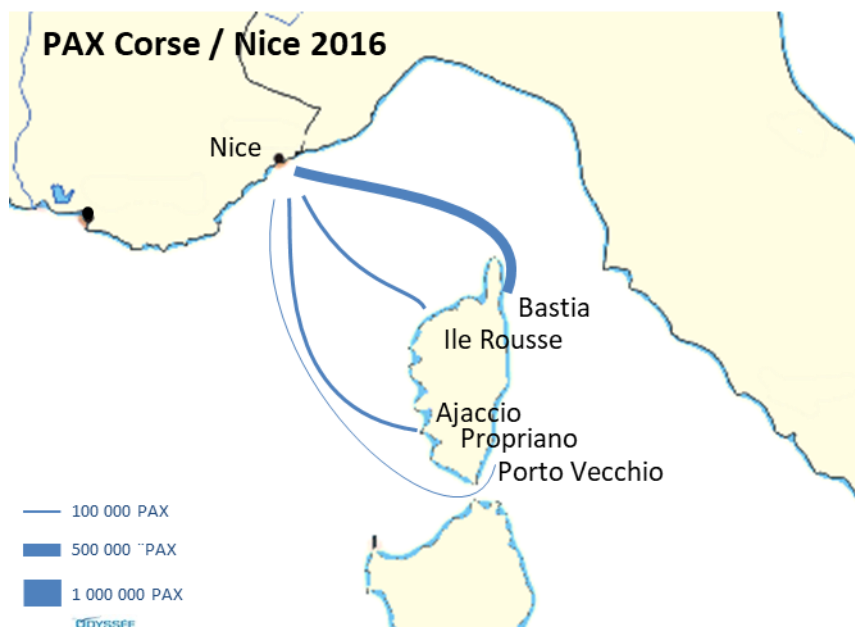 PAX Corse / Nice 2016
Nice
Bastia
Ile Rousse
Ajaccio
Propriano
Porto Vecchio
100 000 PAX
500 000 ¨PAX
1 000 000 PAX
ODYSSÉE